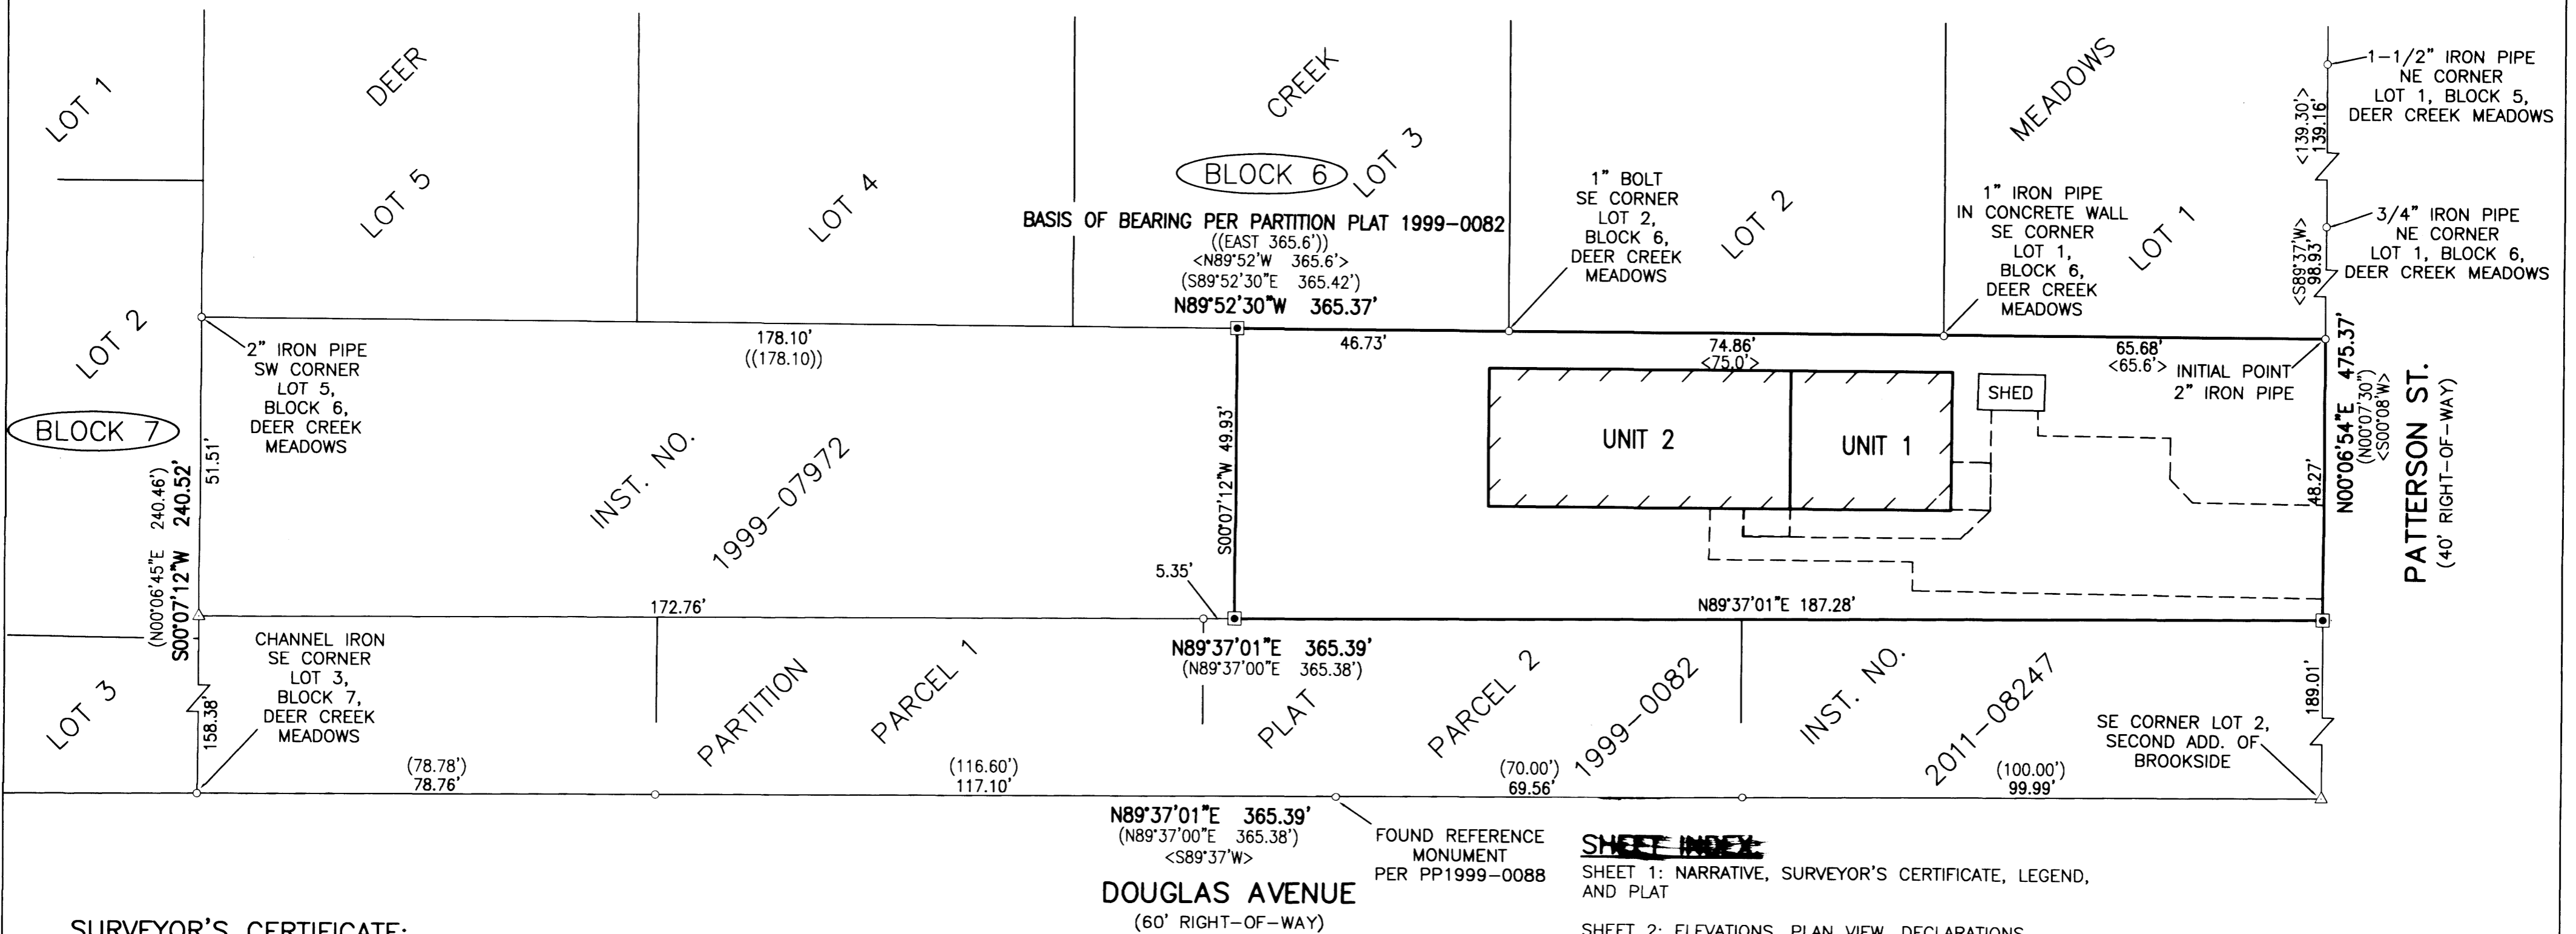 LOT 1
DEER
LOT 5
LOT 4
CREEK
LOT 3
BLOCK 6
MEADOWS
LOT 2
LOT 1
1-1/2" IRON PIPE
NE CORNER
LOT 1, BLOCK 5,
DEER CREEK MEADOWS
<139.30'>
139.16'
3/4" IRON PIPE
NE CORNER
LOT 1, BLOCK 6,
DEER CREEK MEADOWS
<S89°37'W>
98.93'
BASIS OF BEARING PER PARTITION PLAT 1999-0082
((EAST 365.6'))
<N89°52'W 365.6'>
(S89°52'30"E 365.42')
N89°52'30"W 365.37'
1" BOLT
SE CORNER
LOT 2,
BLOCK 6,
DEER CREEK
MEADOWS
1" IRON PIPE
IN CONCRETE WALL
SE CORNER
LOT 1,
BLOCK 6,
DEER CREEK
MEADOWS
LOT 2
BLOCK 7
2" IRON PIPE
SW CORNER
LOT 5,
BLOCK 6,
DEER CREEK
MEADOWS
178.10'
((178.10))
46.73'
74.86'
<75.0'>
65.68'
<65.6'>
INITIAL POINT
2" IRON PIPE
51.51'
(N00°06'45"E 240.46')
S00°07'12"W 240.52'
INST. NO.
1999-07972
S00°07'12"W 49.93'
UNIT 2
UNIT 1
SHED
48.27'
N00°06'54"E 475.37'
(N00°07'30")
<S00°08'W>
PATTERSON ST.
(40' RIGHT-OF-WAY)
5.35'
172.76'
N89°37'01"E 187.28'
N89°37'01"E 365.39'
(N89°37'00"E 365.38')
LOT 3
158.38'
CHANNEL IRON
SE CORNER
LOT 3,
BLOCK 7,
DEER CREEK
MEADOWS
PARTITION
PARCEL 1
PLAT
PARCEL 2
1999-0082
INST. NO.
2011-08247
189.01'
SE CORNER LOT 2,
SECOND ADD. OF
BROOKSIDE
(78.78')
78.76'
(116.60')
117.10'
(70.00')
69.56'
(100.00')
99.99'
N89°37'01"E 365.39'
(N89°37'00"E 365.38')
<S89°37'W>
DOUGLAS AVENUE
(60' RIGHT-OF-WAY)
FOUND REFERENCE
MONUMENT
PER PP1999-0088
SHEET INDEX:
SHEET 1: NARRATIVE, SURVEYOR'S CERTIFICATE, LEGEND,
AND PLAT
SHEET 2: ELEVATIONS, PLAN VIEW, DECLARATIONS
SURVEYOR'S CERTIFICATE: